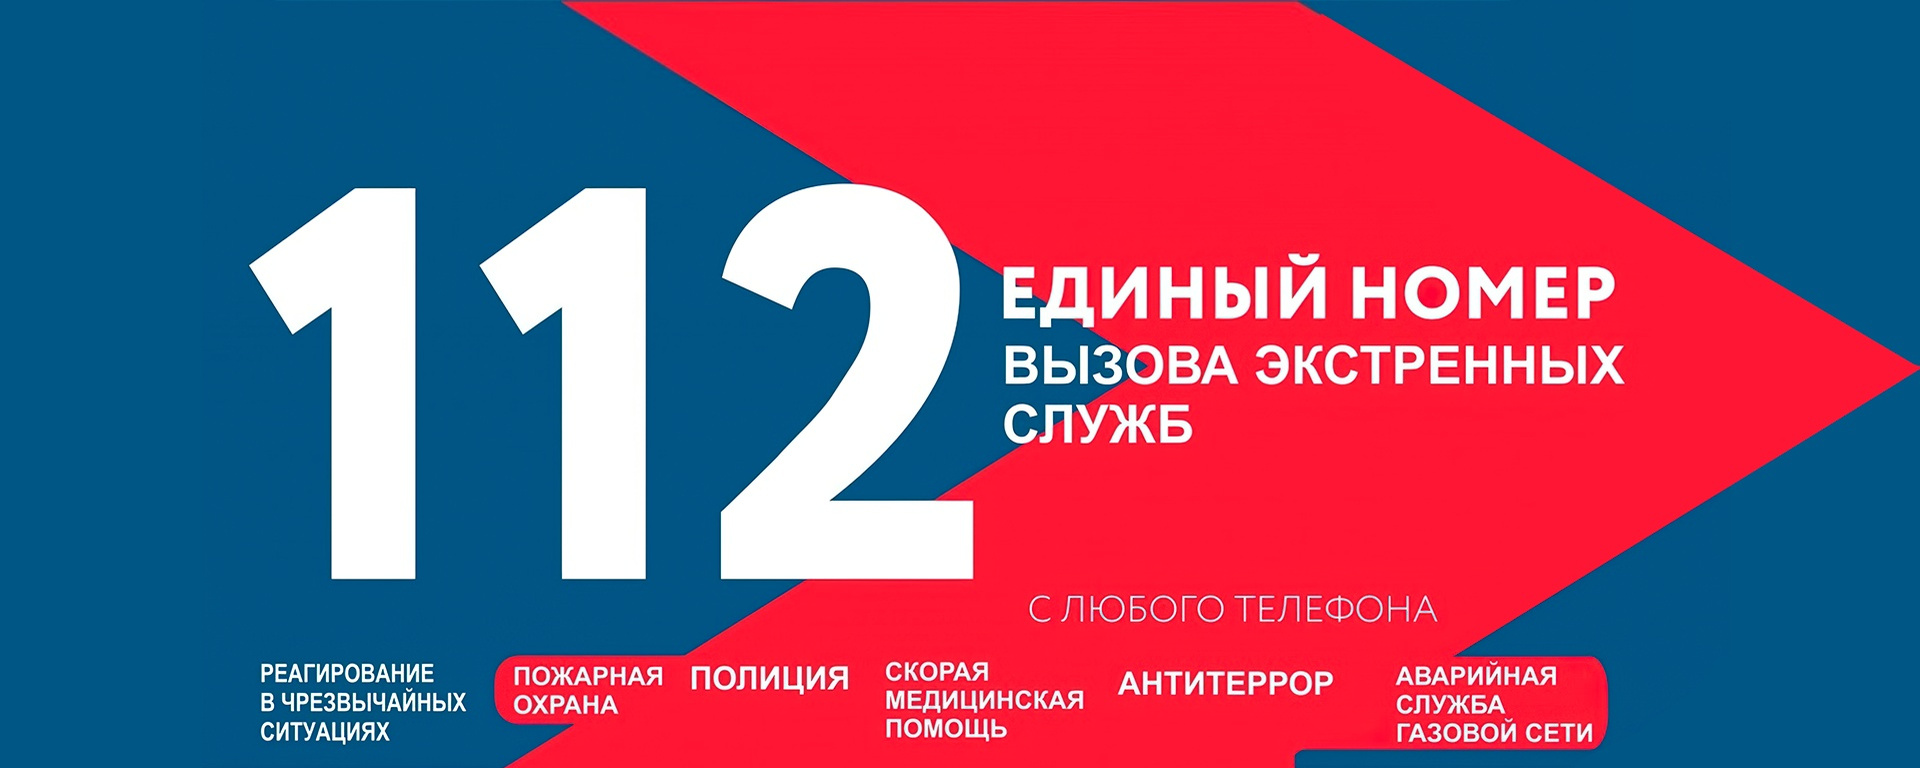 112
ЕДИНЫЙ НОМЕР
ВЫЗОВА ЭКСТРЕННЫХ
СЛУЖБ
С ЛЮБОГО ТЕЛЕФОНА
РЕАГИРОВАНИЕ
В ЧРЕЗВЫЧАЙНЫХ
СИТУАЦИЯХ
ПОЖАРНАЯ
ОХРАНА
ПОЛИЦИЯ
СКОРАЯ
МЕДИЦИНСКАЯ
ПОМОЩЬ
АНТИТЕРРОР
АВАРИЙНАЯ
СЛУЖБА
ГАЗОВОЙ СЕТИ